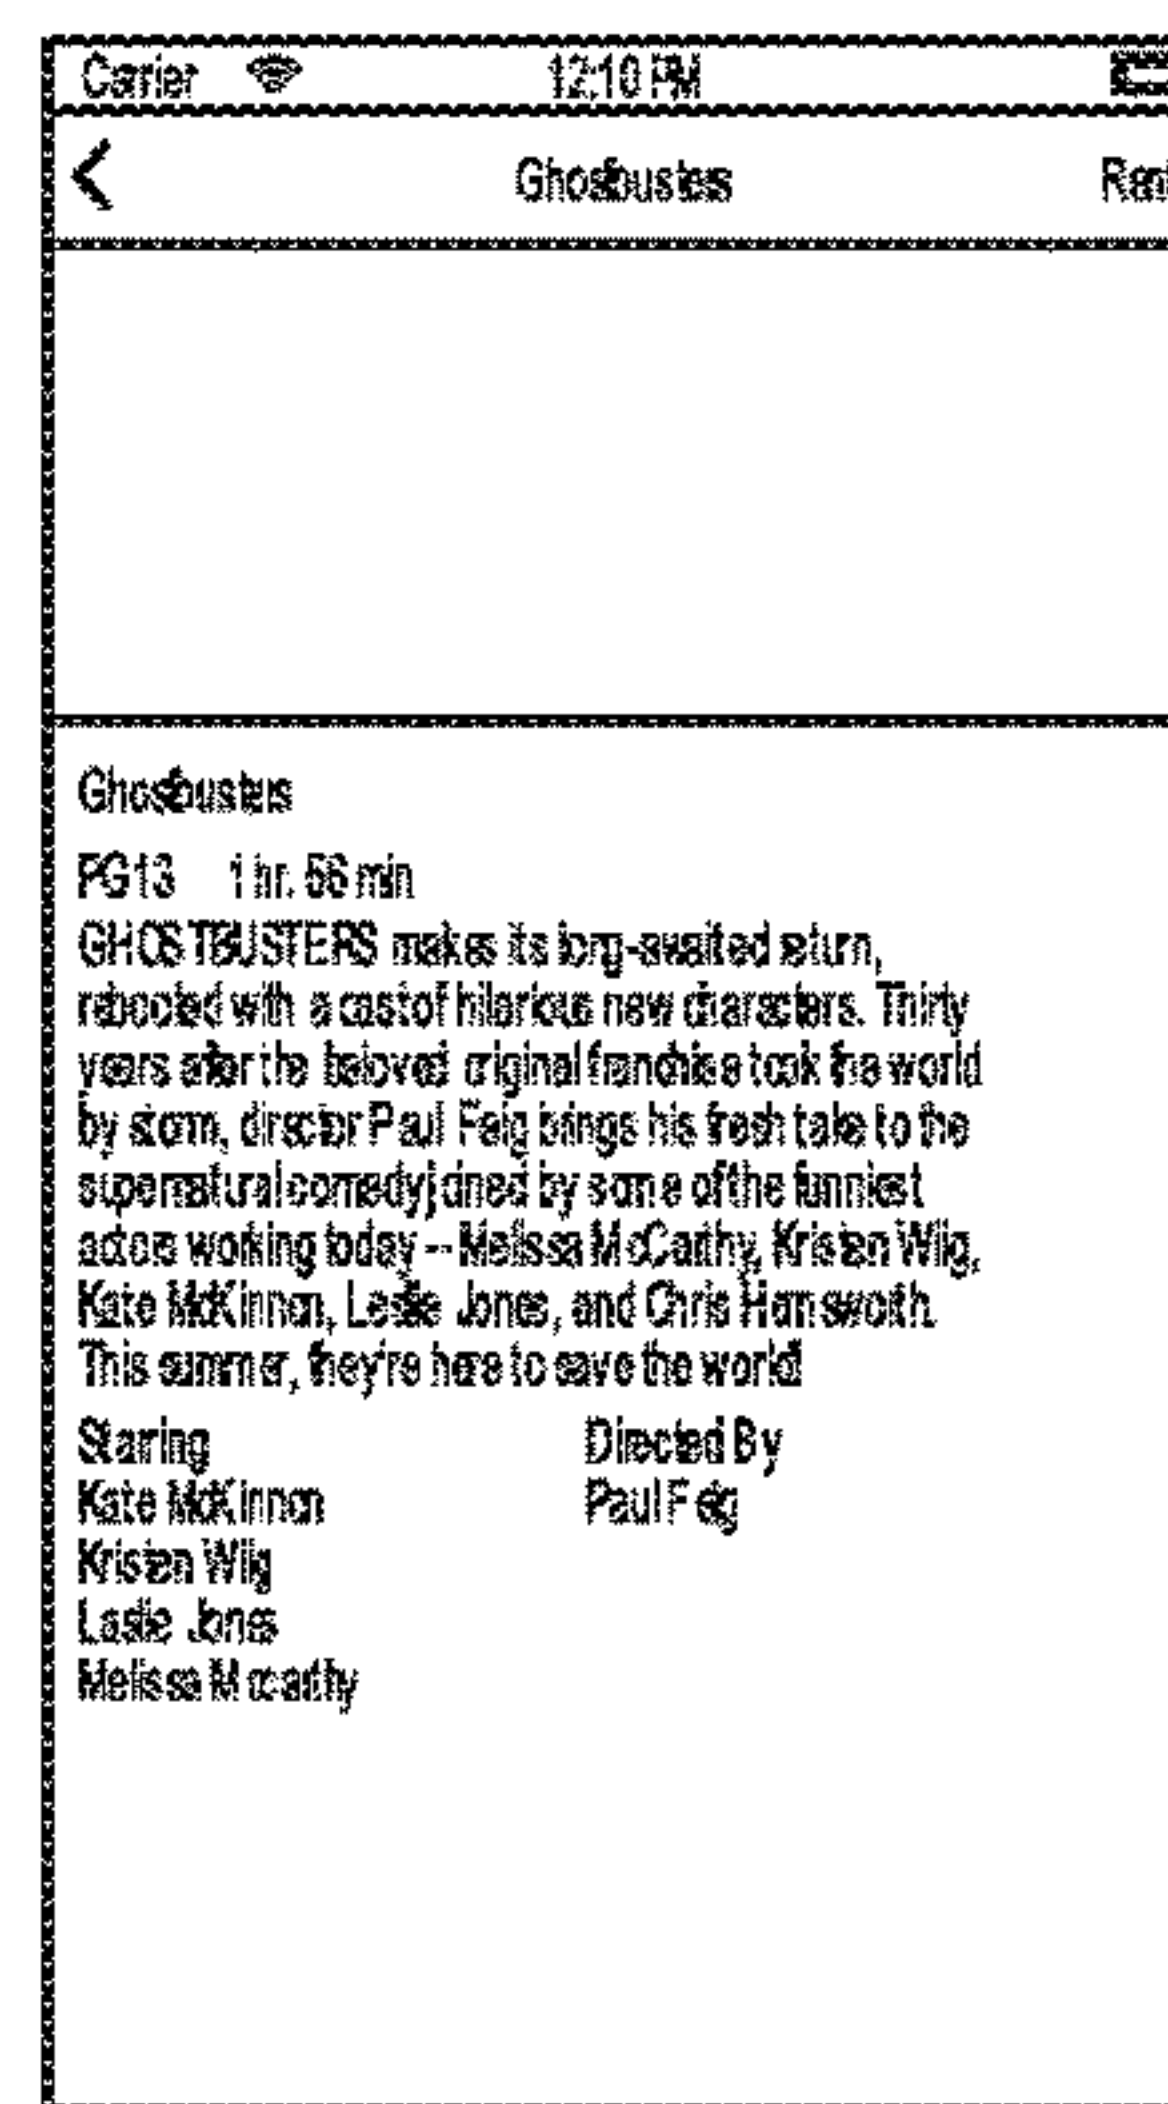 Carrier 12:10 PM
Ghostbusters Rent
Ghostbusters
PG13 1 hr. 56 min
GHOSTBUSTERS makes its long-awaited return,
rebooted with a cast of hilarious new characters. Thirty
years after the beloved original franchise took the world
by storm, director Paul Feig brings his fresh take to the
supernatural comedy, joined by some of the funniest
actors working today -- Melissa McCarthy, Kristen Wiig,
Kate McKinnon, Leslie Jones, and Chris Hemsworth.
This summer, they're here to save the world!
Starring Directed By
Kate McKinnon Paul Feig
Kristen Wiig
Leslie Jones
Melissa Mccarthy